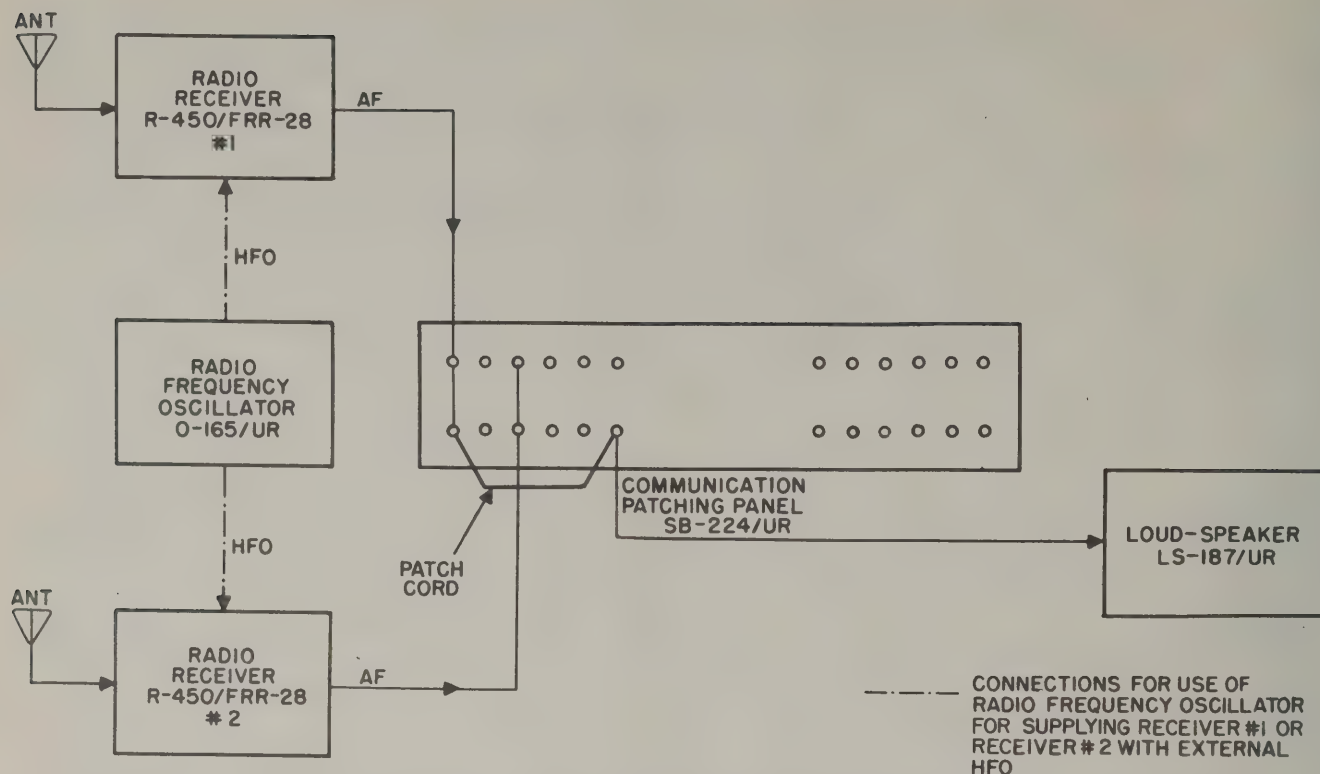 ANT
RADIO
RECEIVER
R-450/FRR-28
#1
AF
HFO
RADIO
FREQUENCY
OSCILLATOR
O-165/UR
COMMUNICATION
PATCHING PANEL
SB-224/UR
LOUD-SPEAKER
LS-187/UR
HFO
PATCH
CORD
ANT
RADIO
RECEIVER
R-450/FRR-28
#2
AF
CONNECTIONS FOR USE OF
RADIO FREQUENCY OSCILLATOR
FOR SUPPLYING RECEIVER #1 OR
RECEIVER #2 WITH EXTERNAL
HFO